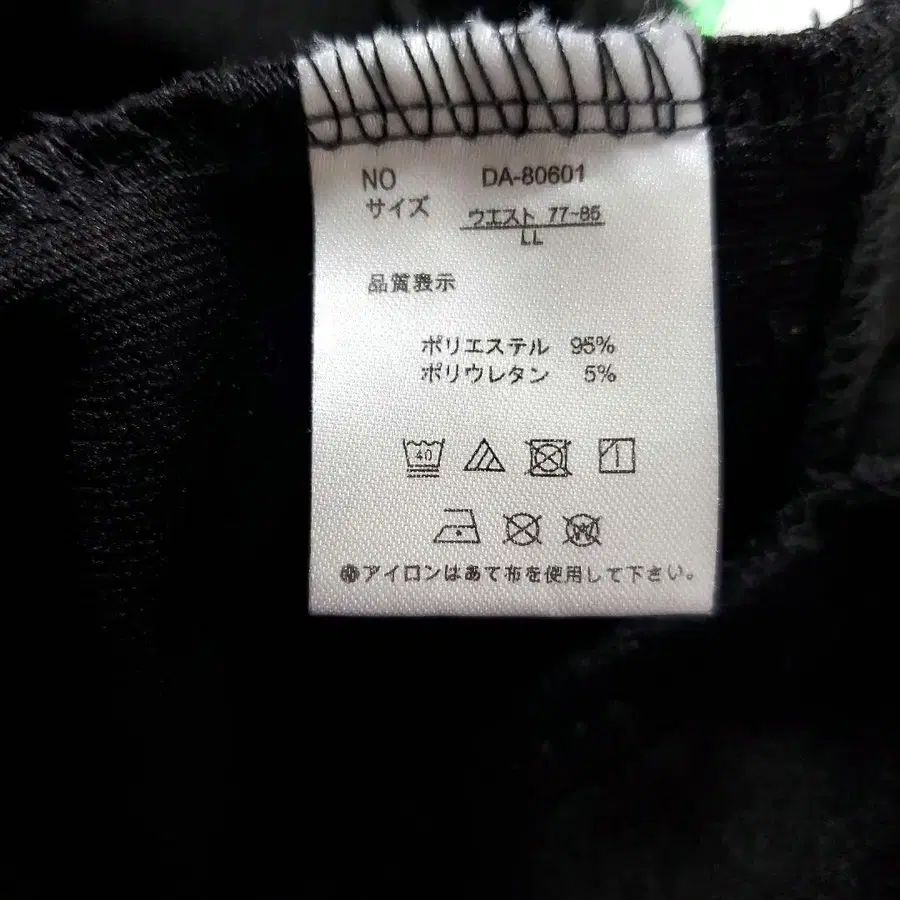 NO DA-80601
サイズ ウエスト 77~85
LL
品質表示
ポリエステル 95%
ポリウレタン 5%
40
W
アイロンはあて布を使用して下さい。